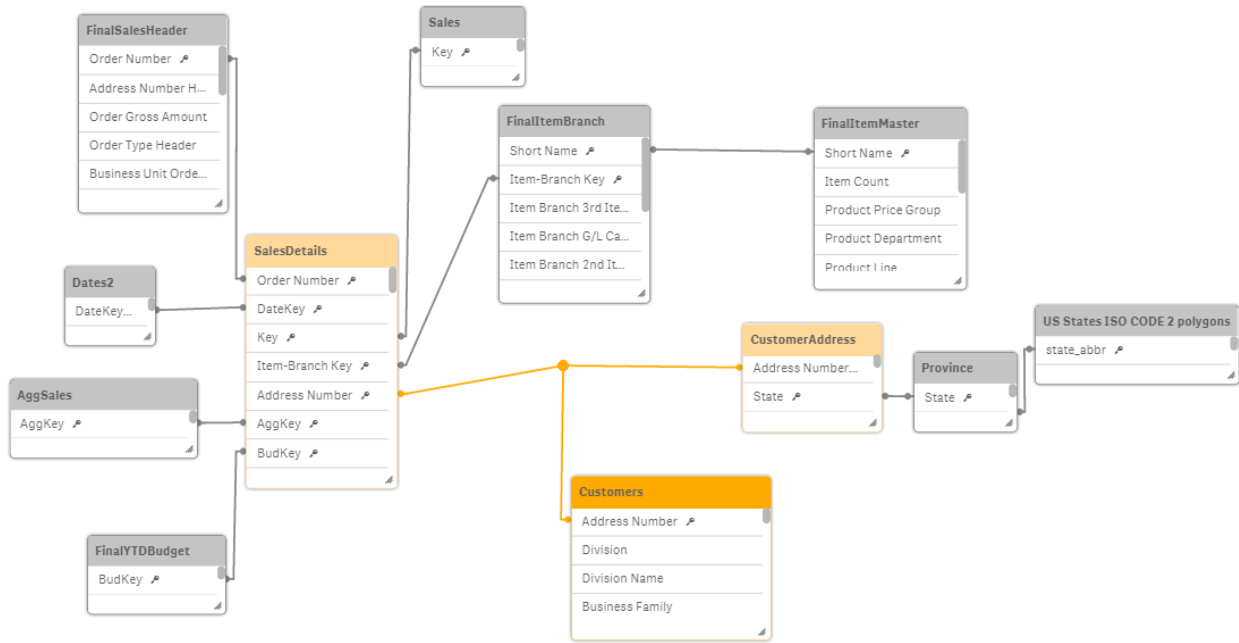 FinalSalesHeader
Order Number
Address Number H...
Order Gross Amount
Order Type Header
Business Unit Orde...
Sales
Key
FinalItemBranch
Short Name
Item-Branch Key
Item Branch 3rd Ite...
Item Branch G/L Ca...
Item Branch 2nd It...
FinalItemMaster
Short Name
Item Count
Product Price Group
Product Department
Product Line
SalesDetails
Order Number
DateKey
Key
Item-Branch Key
Address Number
AggKey
BudKey
Dates2
DateKey...
AggSales
AggKey
FinalYTDBudget
BudKey
CustomerAddress
Address Number...
State
Province
State
US States ISO CODE 2 polygons
state_abbr
Customers
Address Number
Division
Division Name
Business Family